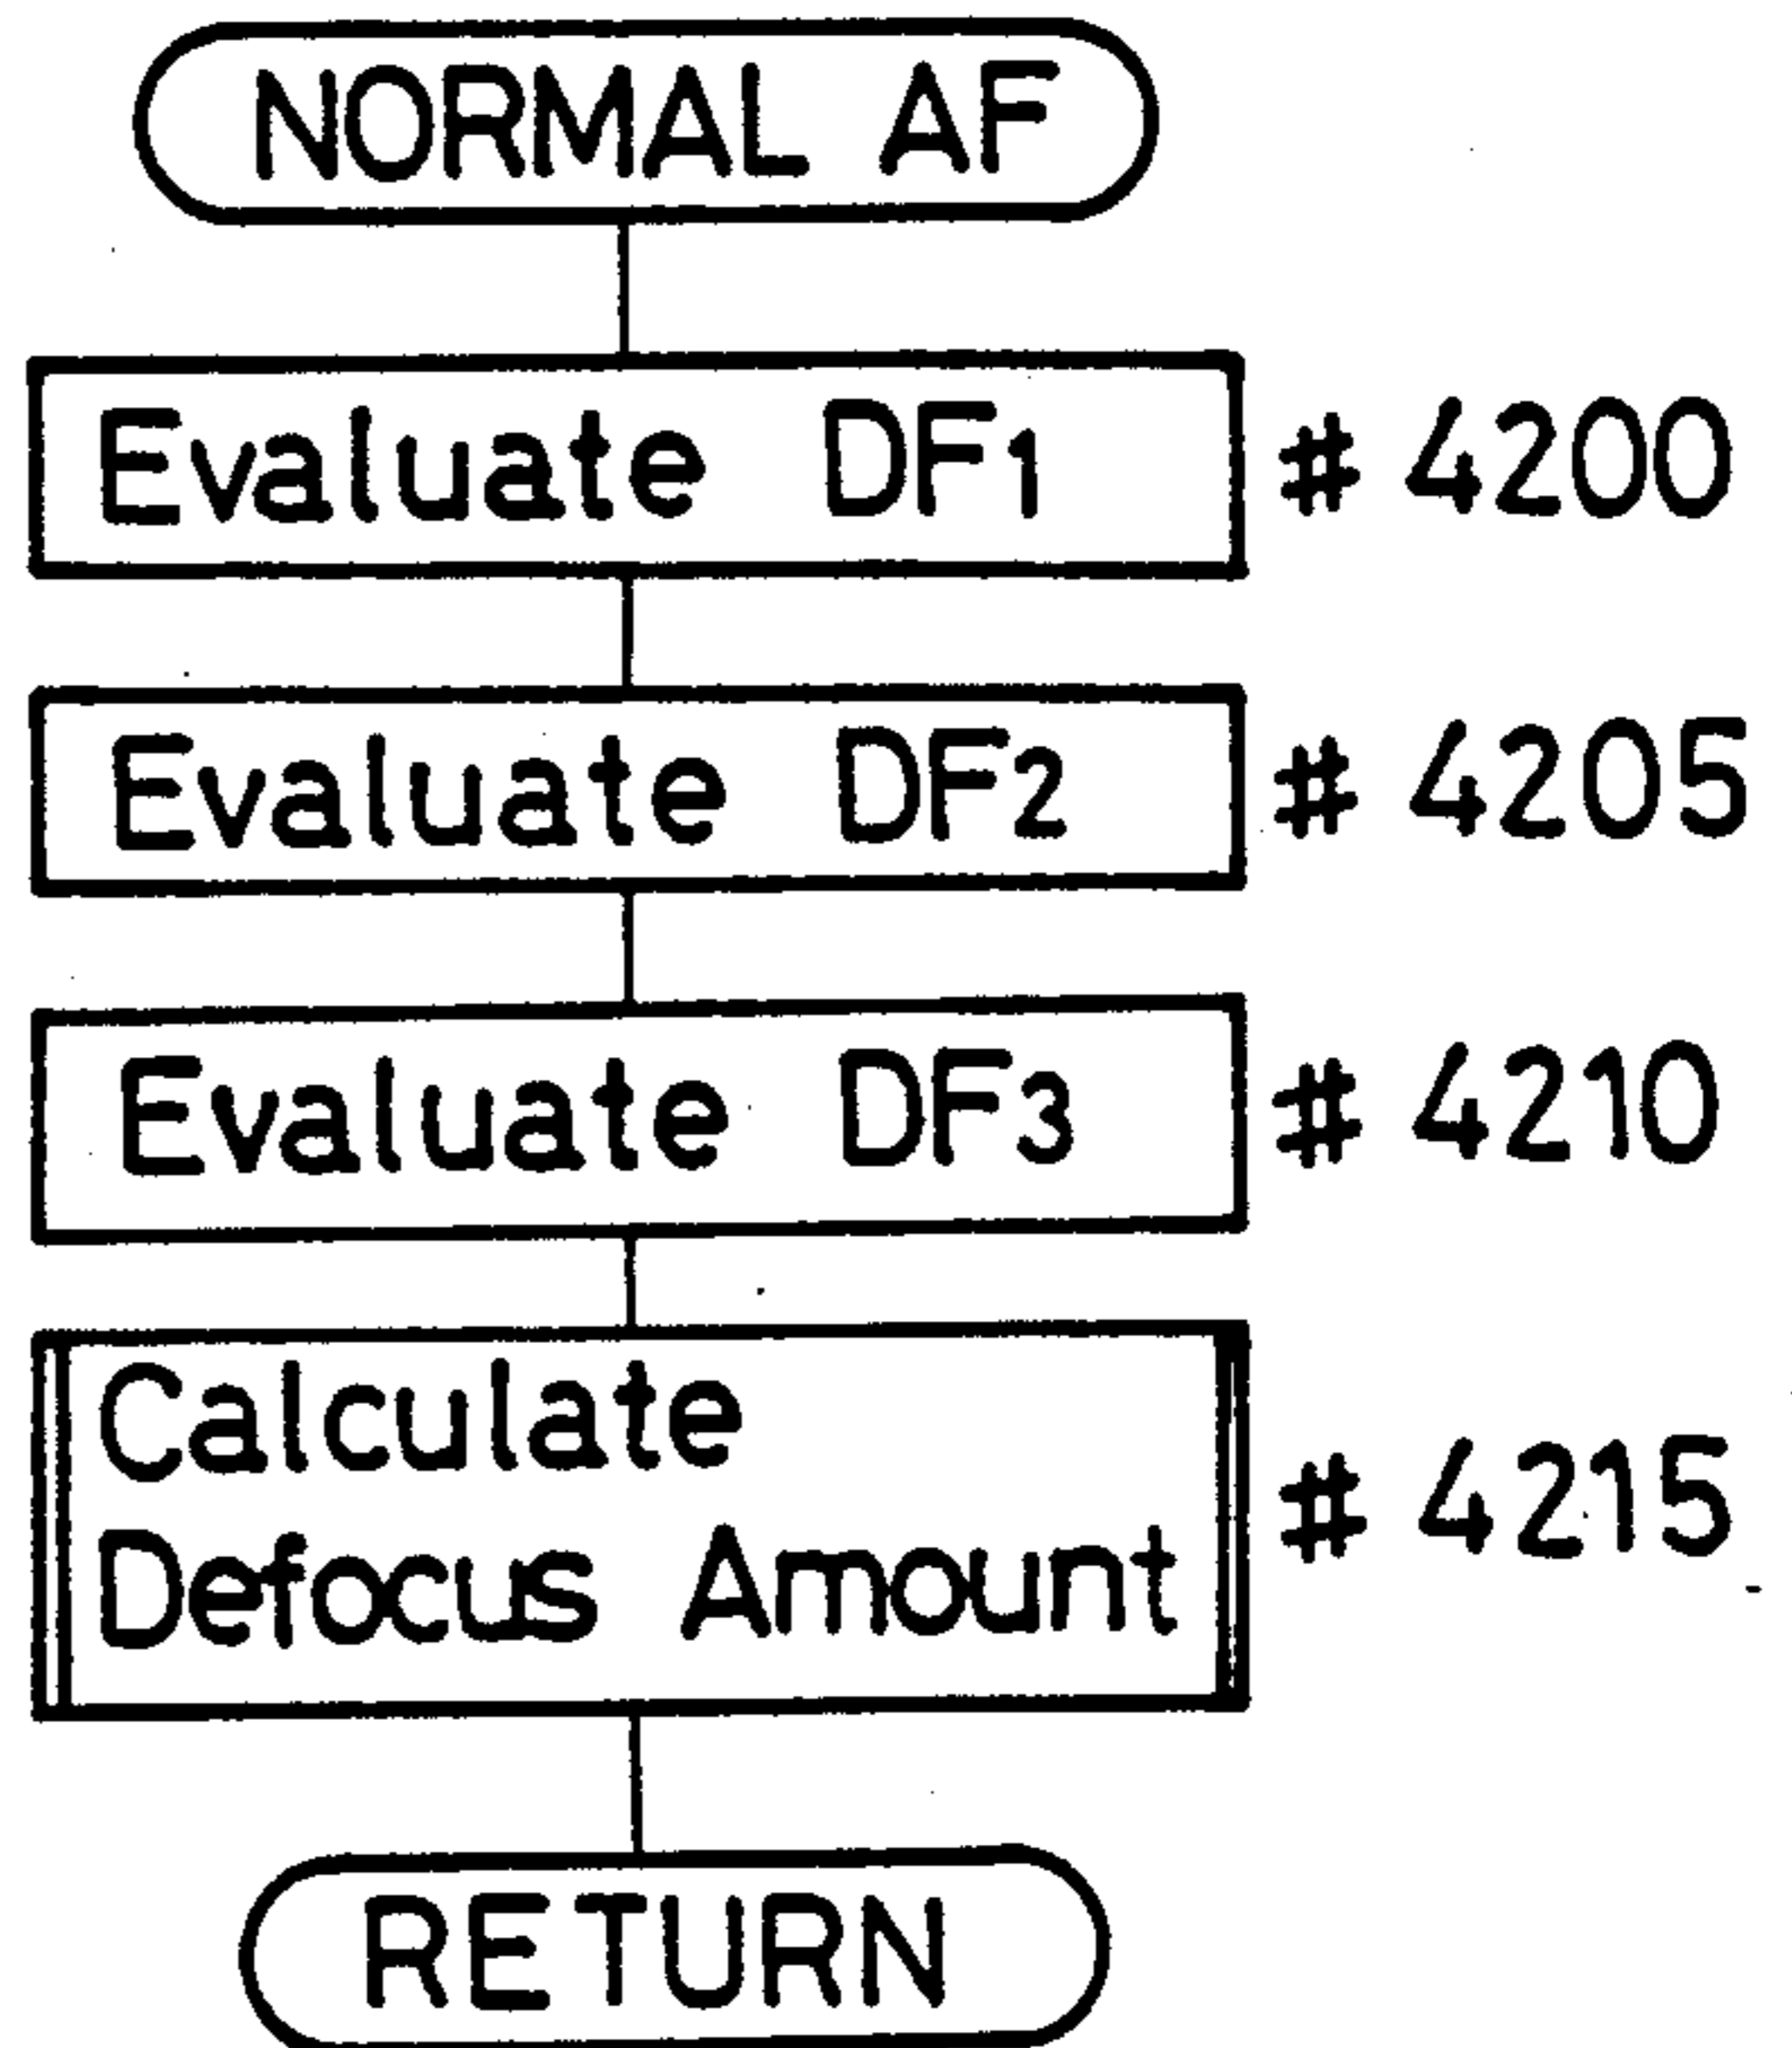 NORMAL AF
Evaluate DF1 # 4200
Evaluate DF2 # 4205
Evaluate DF3 # 4210
Calculate
Defocus Amount # 4215
RETURN